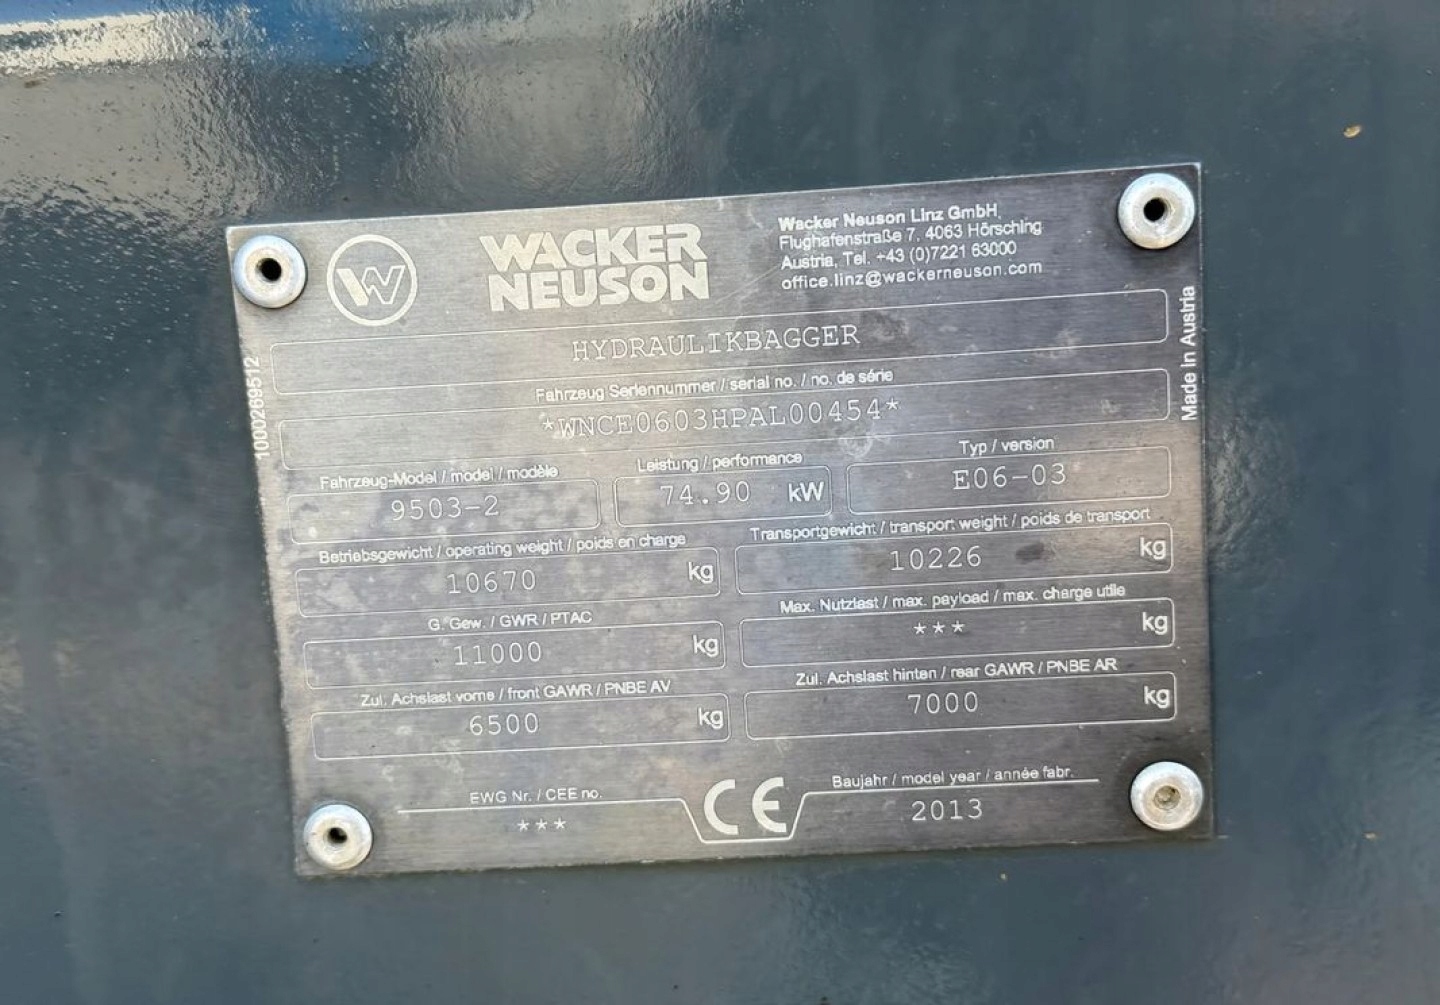 WACKER
NEUSON
Wacker Neuson Linz GmbH,
Flughafenstraße 7, 4063 Hörsching
Austria, Tel. +43 (0)7221 63000
office.linz@wackerneuson.com
HYDRAULIKBAGGER
Fahrzeug Seriennummer / serial no. / no. de série
*WNCE0603HPAL00454*
Fahrzeug-Model / model / modèle
9503-2
Leistung / performance
74.90 kW
Typ / version
E06-03
Betriebsgewicht / operating weight / poids en charge
10670 kg
Transportgewicht / transport weight / poids de transport
10226 kg
G. Gew. / GWR / PTAC
11000 kg
Max. Nutzlast / max. payload / max. charge utile
*** kg
Zul. Achslast vorne / front GAWR / PNBE AV
6500 kg
Zul. Achslast hinten / rear GAWR / PNBE AR
7000 kg
EWG Nr. / CEE no.
***
CE
Baujahr / model year / année fabr.
2013
1000269512
Made in Austria